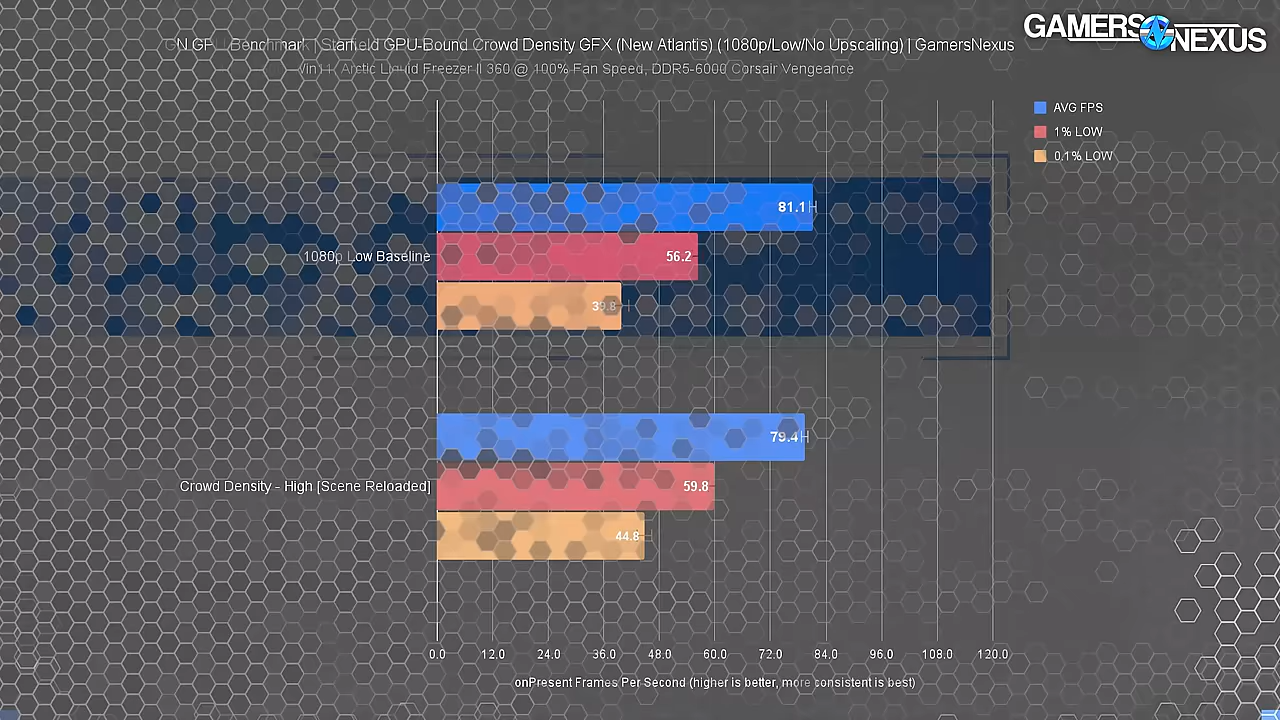 GAMERS NEXUS
Benchmark | Starfield GPU-Bound Crowd Density GFX (New Atlantis) (1080p/Low/No Upscaling) | GamersNexus
Arctic Liquid Freezer II 360 @ 100% Fan Speed, DDR5-6000 Corsair Vengeance
AVG FPS
1% LOW
0.1% LOW
81.1
1080p Low Baseline 56.2
39.8
79.4
Crowd Density - High [Scene Reloaded] 59.8
44.8
0.0 12.0 24.0 36.0 48.0 60.0 72.0 84.0 96.0 108.0 120.0
onPresent Frames Per Second (higher is better, more consistent is best)